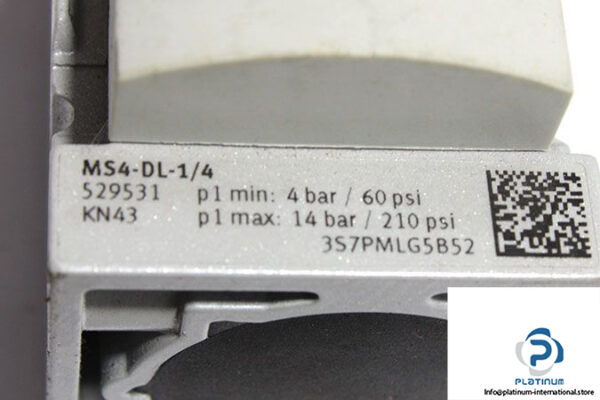 MS4-DL-1/4
529531 p1 min: 4 bar / 60 psi
KN43 p1 max: 14 bar / 210 psi
3S7PMLG5B52
PLATINUM
Info@platinum-international.store